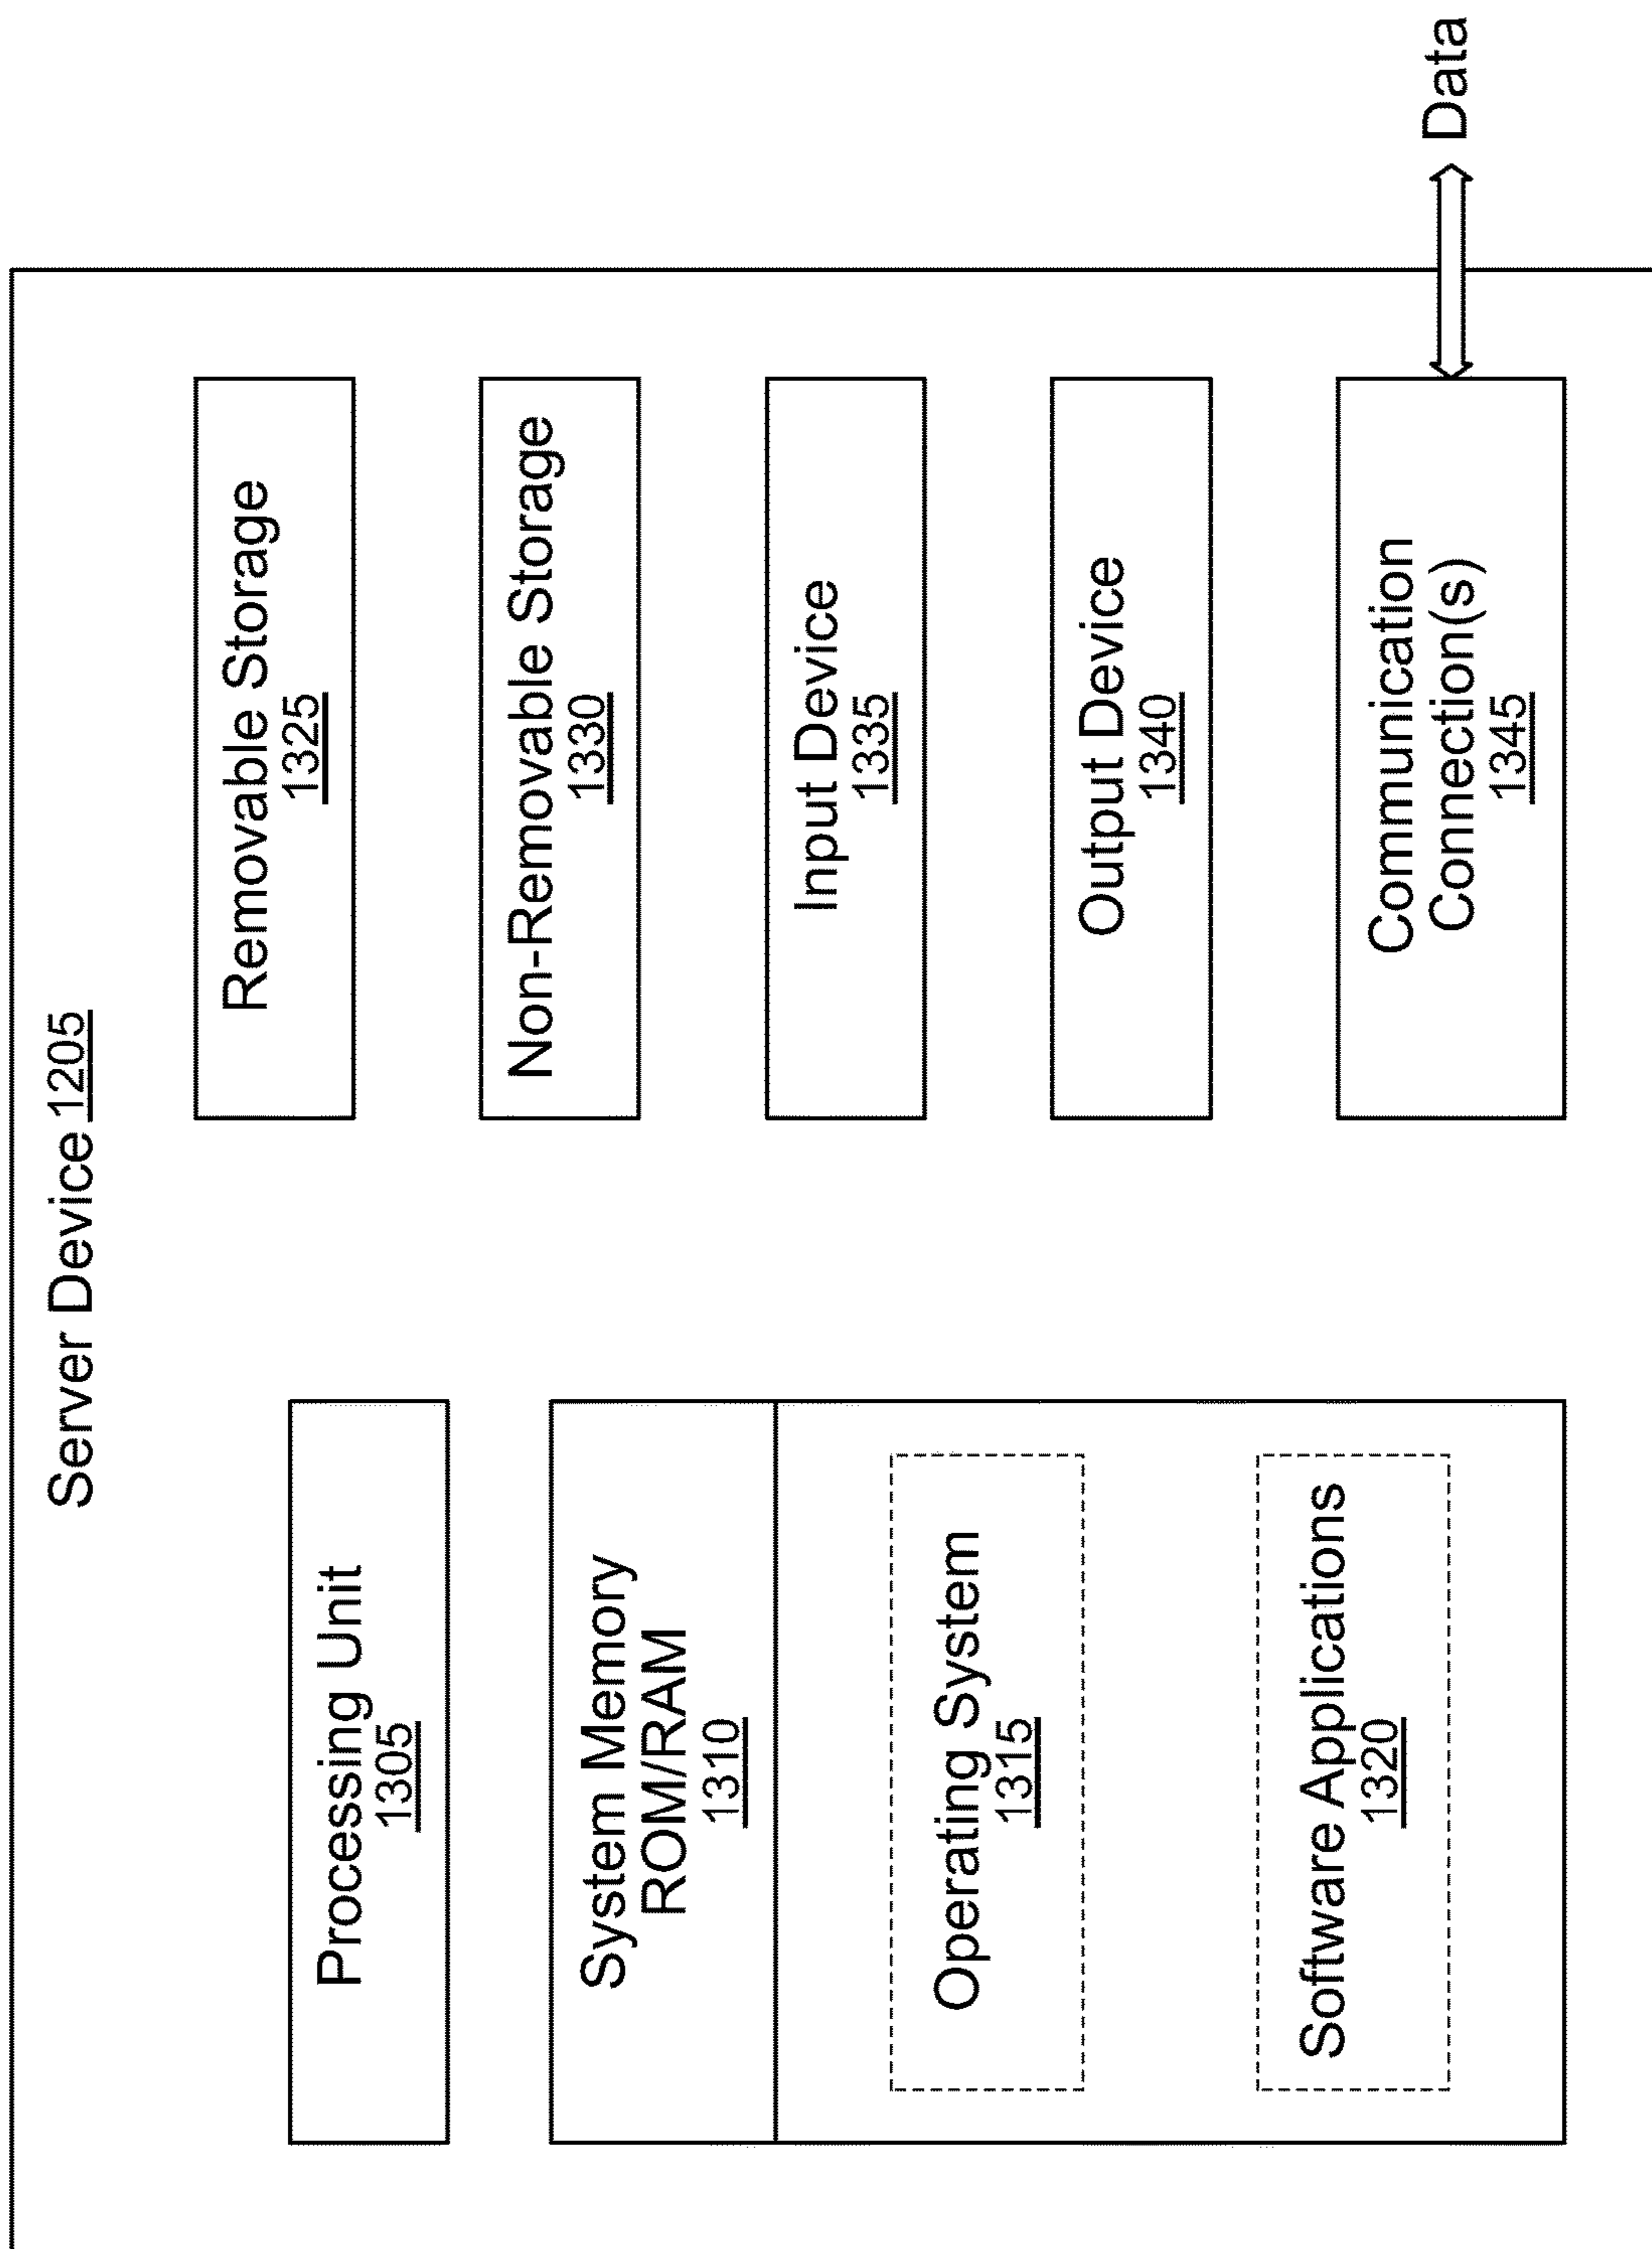 Server Device 1205
Processing Unit
1305
System Memory
ROM/RAM
1310
Operating System
1315
Software Applications
1320
Removable Storage
1325
Non-Removable Storage
1330
Input Device
1335
Output Device
1340
Communication
Connection(s)
1345
Data